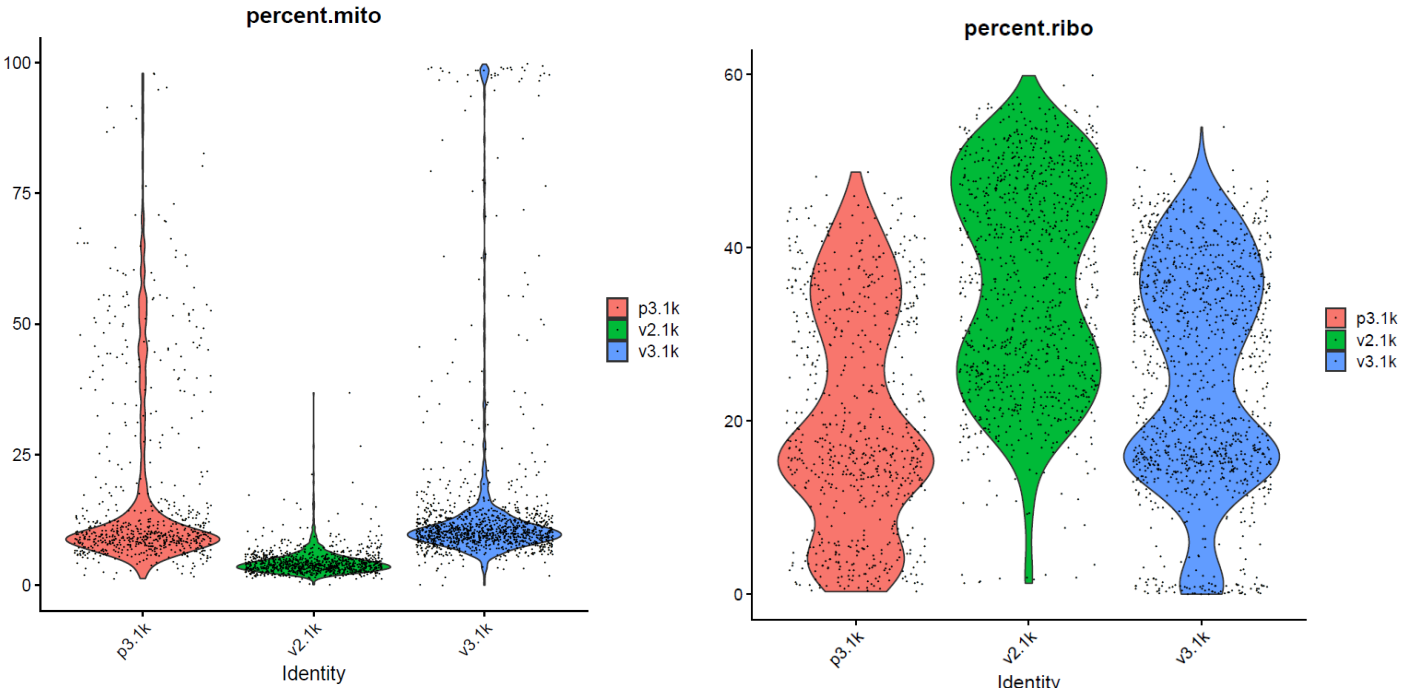 percent.mito
100
75
50
25
0
p3.1k
v2.1k
v3.1k
Identity
p3.1k
v2.1k
v3.1k
percent.ribo
60
40
20
0
p3.1k
v2.1k
v3.1k
Identity
p3.1k
v2.1k
v3.1k